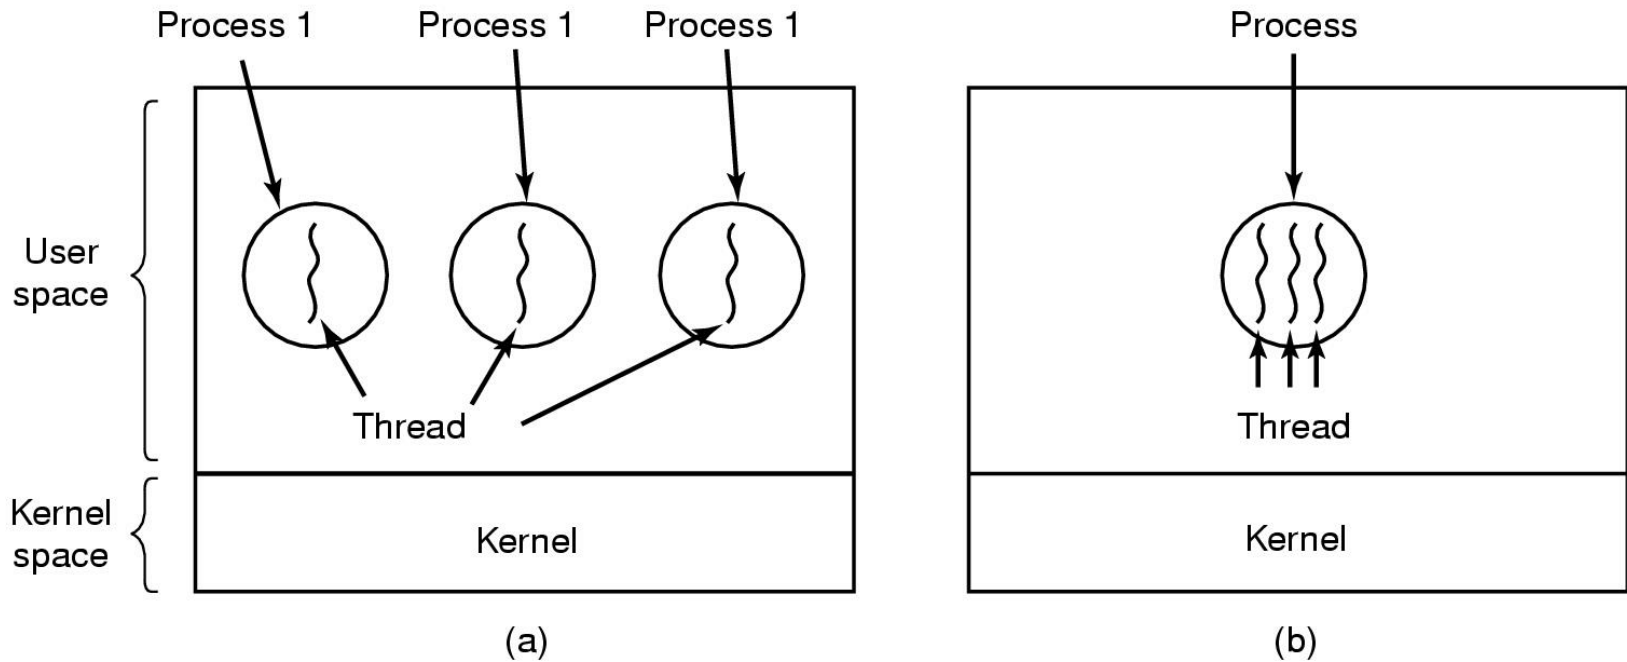 Process 1
Process 1
Process 1
Process
User
space
Thread
Thread
Kernel
space
Kernel
Kernel
(a)
(b)